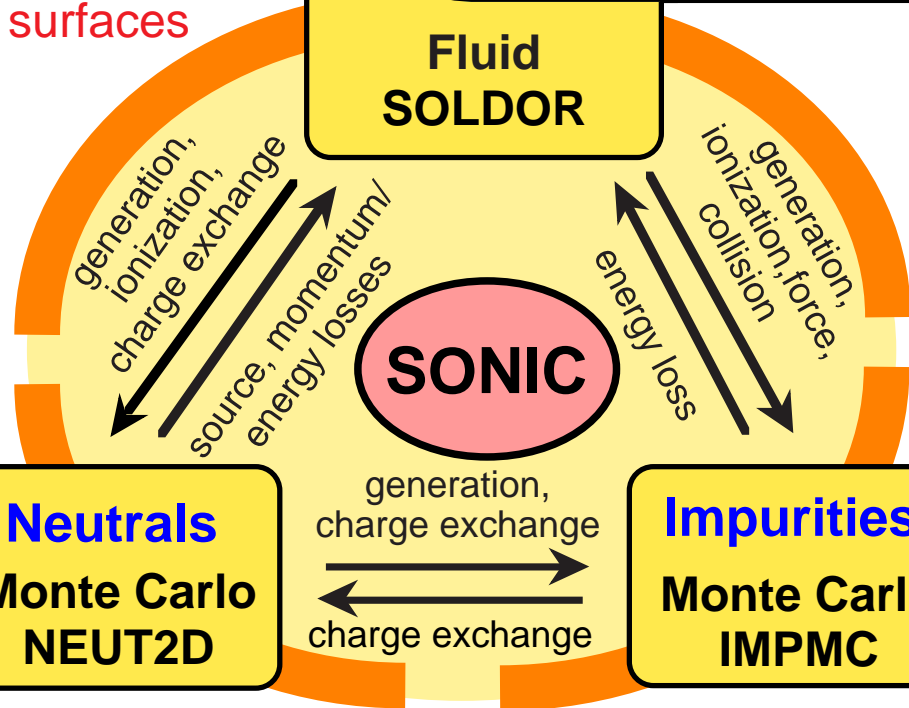 surfaces
Fluid
SOLDOR
generation,
ionization,
charge exchange
source, momentum/
energy losses
generation,
ionization,force,
collision
energy loss
SONIC
generation,
charge exchange
charge exchange
Neutrals
Monte Carlo
NEUT2D
Impurities
Monte Carl
IMPMC